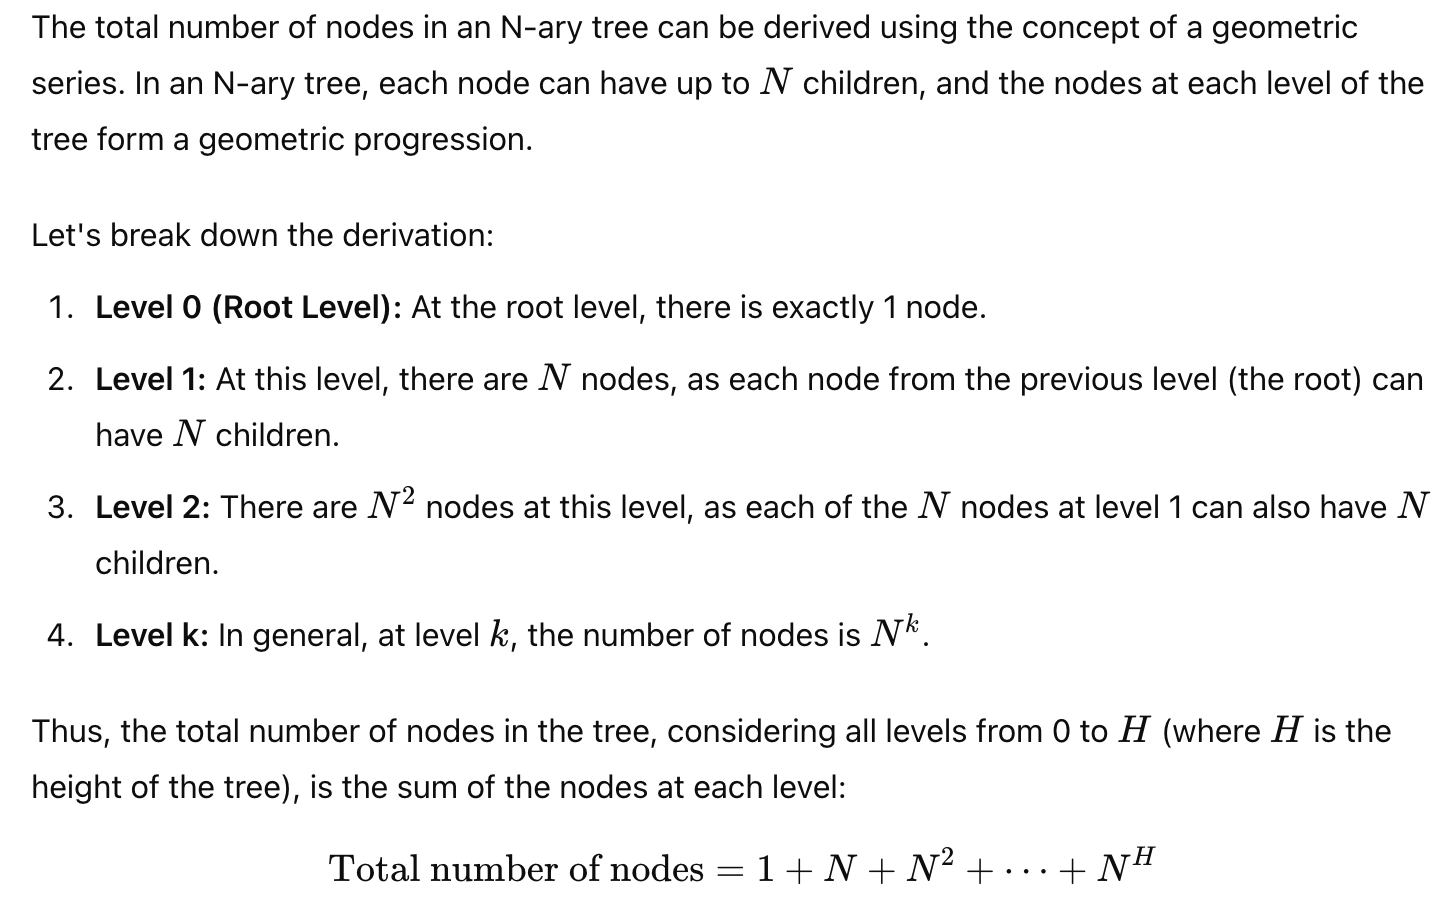 The total number of nodes in an N-ary tree can be derived using the concept of a geometric
series. In an N-ary tree, each node can have up to N children, and the nodes at each level of the
tree form a geometric progression.
Let's break down the derivation:
1. Level 0 (Root Level): At the root level, there is exactly 1 node.
2. Level 1: At this level, there are N nodes, as each node from the previous level (the root) can
have N children.
3. Level 2: There are N² nodes at this level, as each of the N nodes at level 1 can also have N
children.
4. Level k: In general, at level k, the number of nodes is Nᵏ.
Thus, the total number of nodes in the tree, considering all levels from 0 to H (where H is the
height of the tree), is the sum of the nodes at each level:
Total number of nodes = 1 + N + N² + ⋯ + Nᴴ